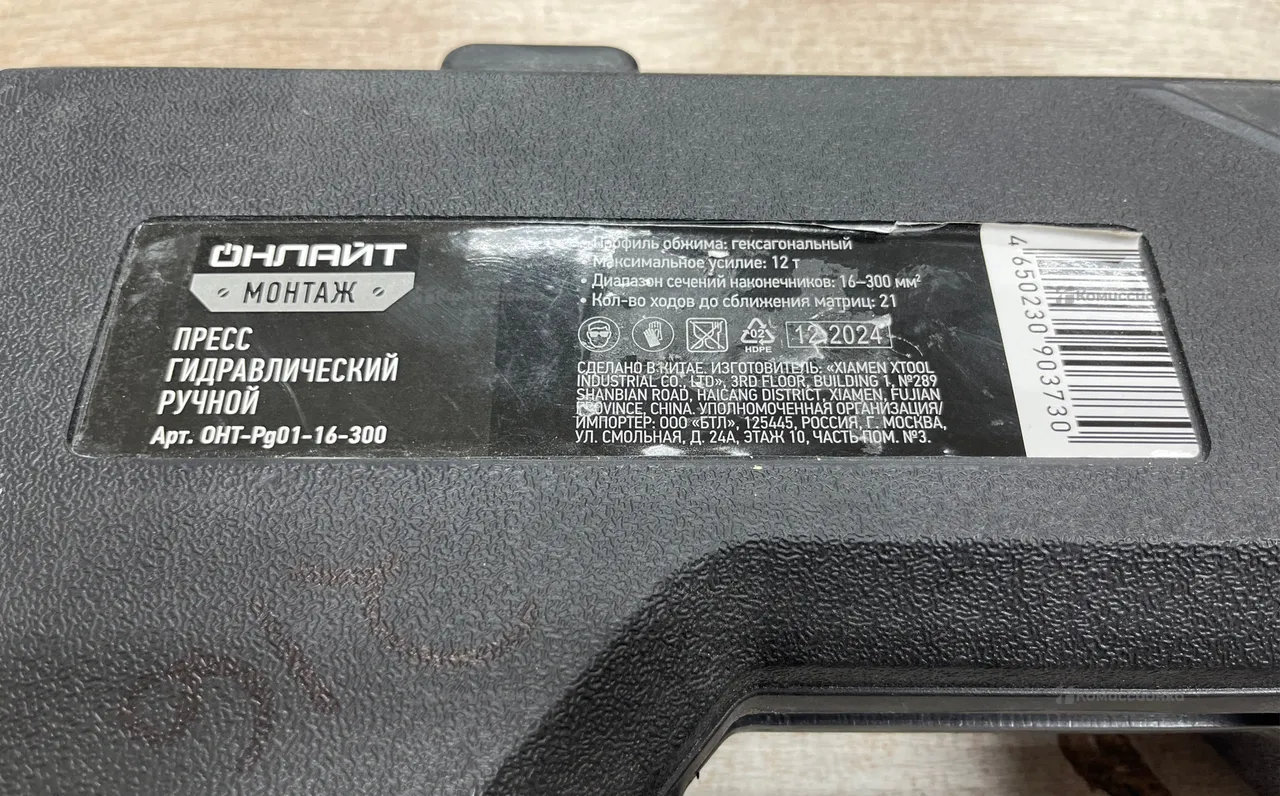 ОНЛАЙТ
МОНТАЖ
ПРЕСС
ГИДРАВЛИЧЕСКИЙ
РУЧНОЙ
Арт. ОНТ-Pg01-16-300
Профиль обжима: гексагональный
Максимальное усилие: 12 т
• Диапазон сечений наконечников: 16–300 мм²
• Кол-во ходов до сближения матриц: 21
02
HDPE
12.2024
СДЕЛАНО В КИТАЕ. ИЗГОТОВИТЕЛЬ: «XIAMEN XTOOL
INDUSTRIAL CO., LTD», 3RD FLOOR, BUILDING 1, №289
SHANBIAN ROAD, HAICANG DISTRICT, XIAMEN, FUJIAN
PROVINCE, CHINA. УПОЛНОМОЧЕННАЯ ОРГАНИЗАЦИЯ/
ИМПОРТЕР: ООО «БТЛ», 125445, РОССИЯ, Г. МОСКВА,
УЛ. СМОЛЬНАЯ, Д. 24А, ЭТАЖ 10, ЧАСТЬ ПОМ. №3.
4 650230 903730
Комиссионка